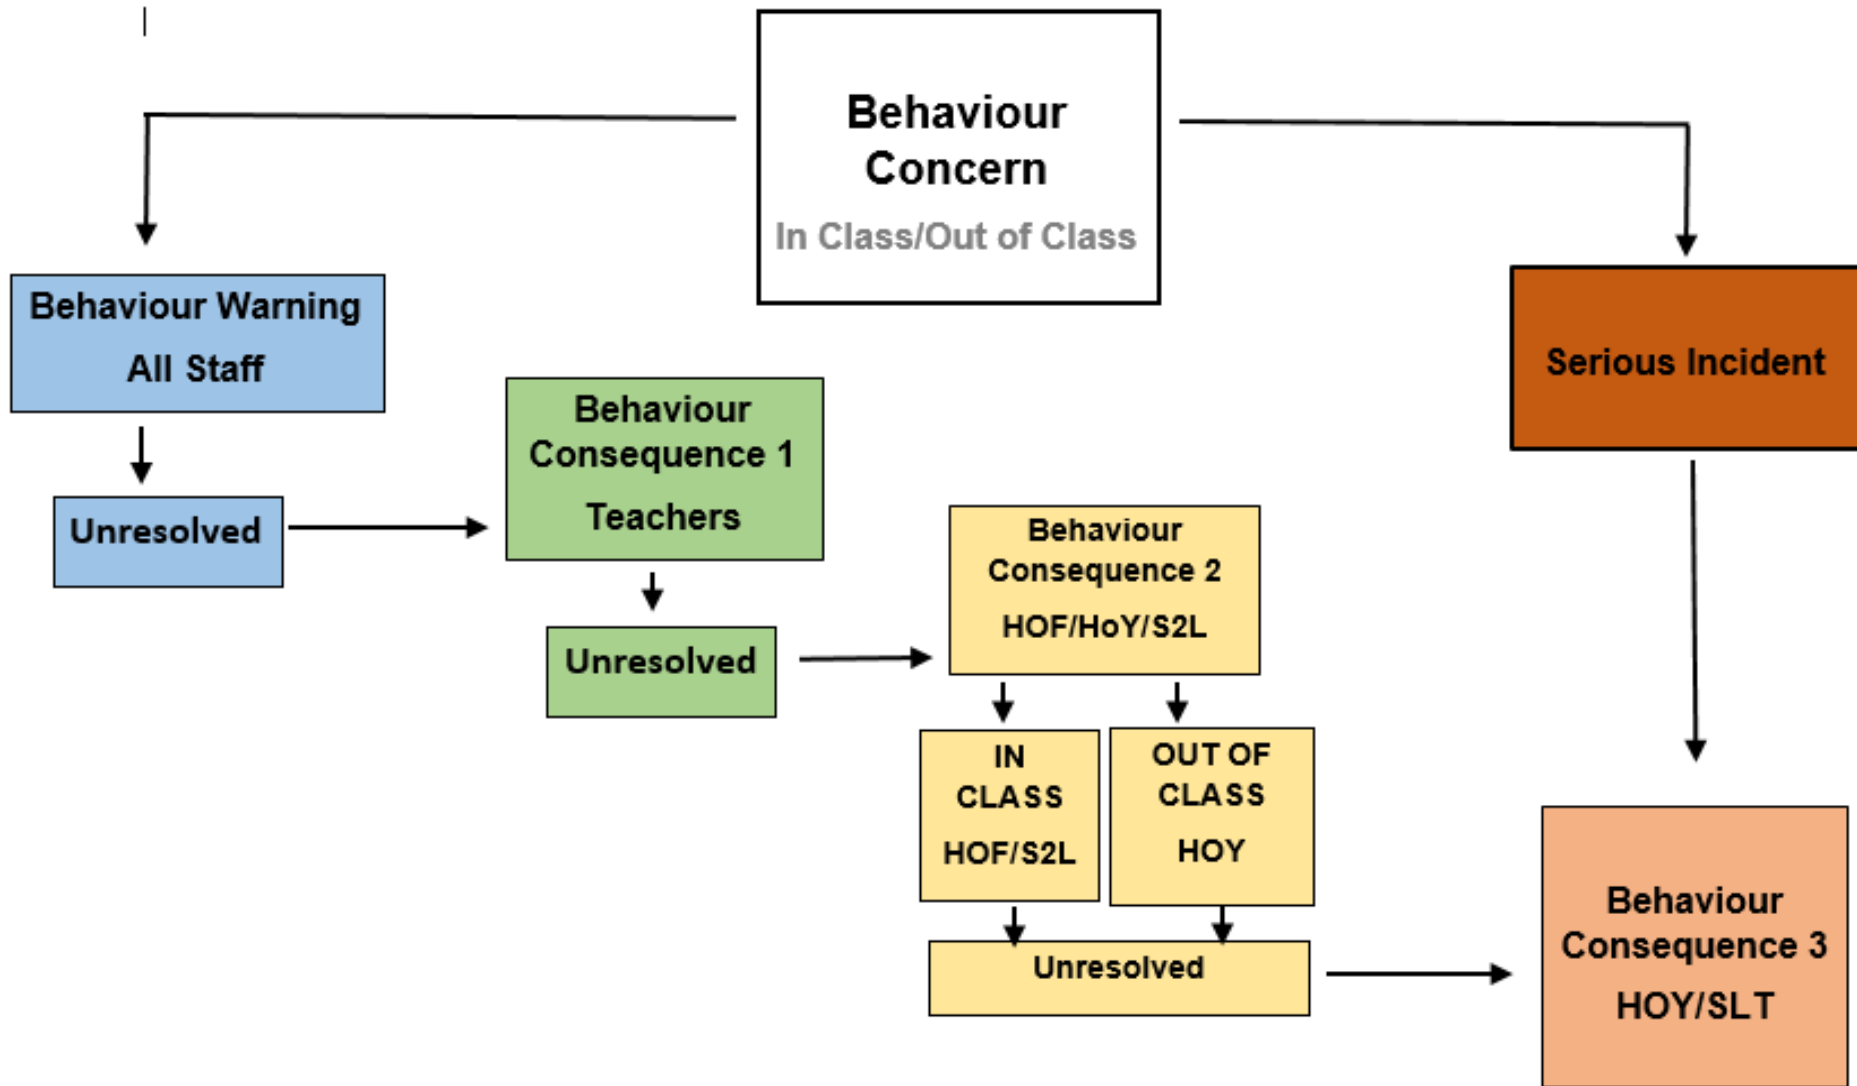 Behaviour
Concern
In Class/Out of Class
Behaviour Warning
All Staff
Unresolved
Behaviour
Consequence 1
Teachers
Unresolved
Behaviour
Consequence 2
HOF/HoY/S2L
IN
CLASS
HOF/S2L
OUT OF
CLASS
HOY
Unresolved
Serious Incident
Behaviour
Consequence 3
HOY/SLT